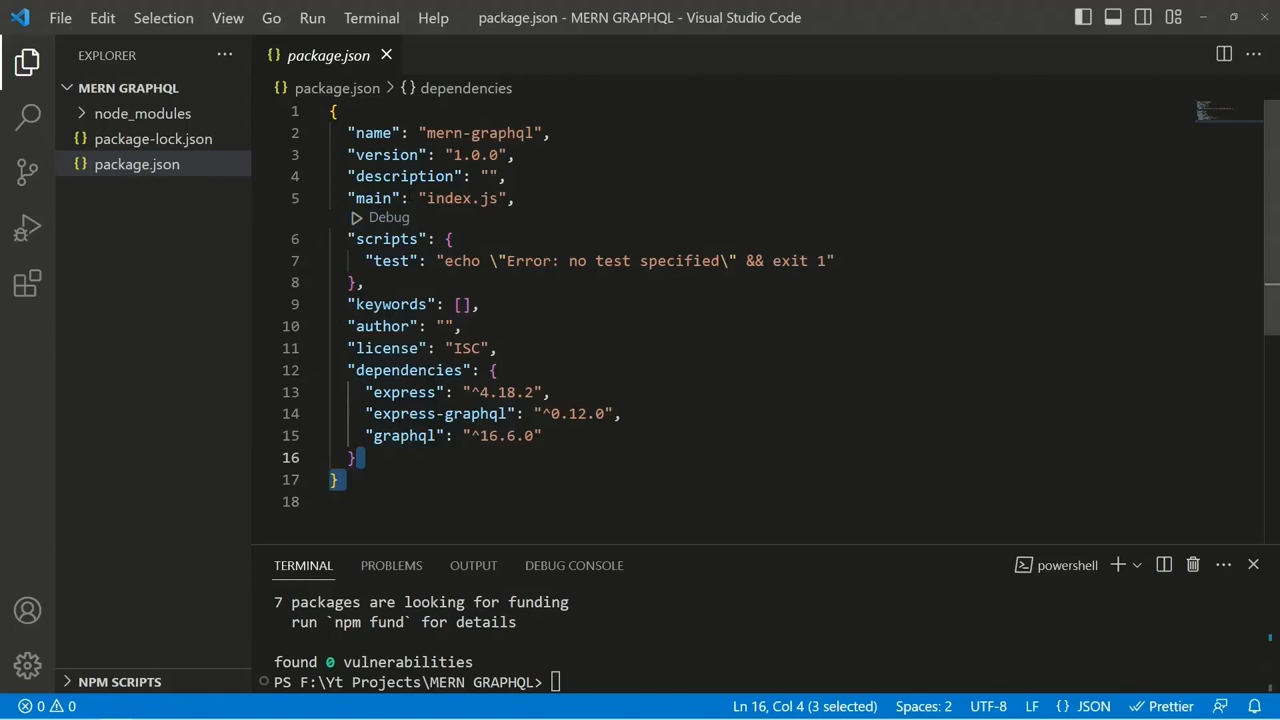 File Edit Selection View Go Run Terminal Help package.json - MERN GRAPHQL - Visual Studio Code
EXPLORER
MERN GRAPHQL
node_modules
{} package-lock.json
{} package.json
{} package.json
{} package.json > {} dependencies
1 {
2 "name": "mern-graphql",
3 "version": "1.0.0",
4 "description": "",
5 "main": "index.js",
Debug
6 "scripts": {
7 "test": "echo \"Error: no test specified\" && exit 1"
8 },
9 "keywords": [],
10 "author": "",
11 "license": "ISC",
12 "dependencies": {
13 "express": "^4.18.2",
14 "express-graphql": "^0.12.0",
15 "graphql": "^16.6.0"
16 }
17 }
18
TERMINAL PROBLEMS OUTPUT DEBUG CONSOLE powershell
7 packages are looking for funding
run `npm fund` for details
found 0 vulnerabilities
PS F:\Yt Projects\MERN GRAPHQL>
NPM SCRIPTS
0 0 Ln 16, Col 4 (3 selected) Spaces: 2 UTF-8 LF {} JSON Prettier